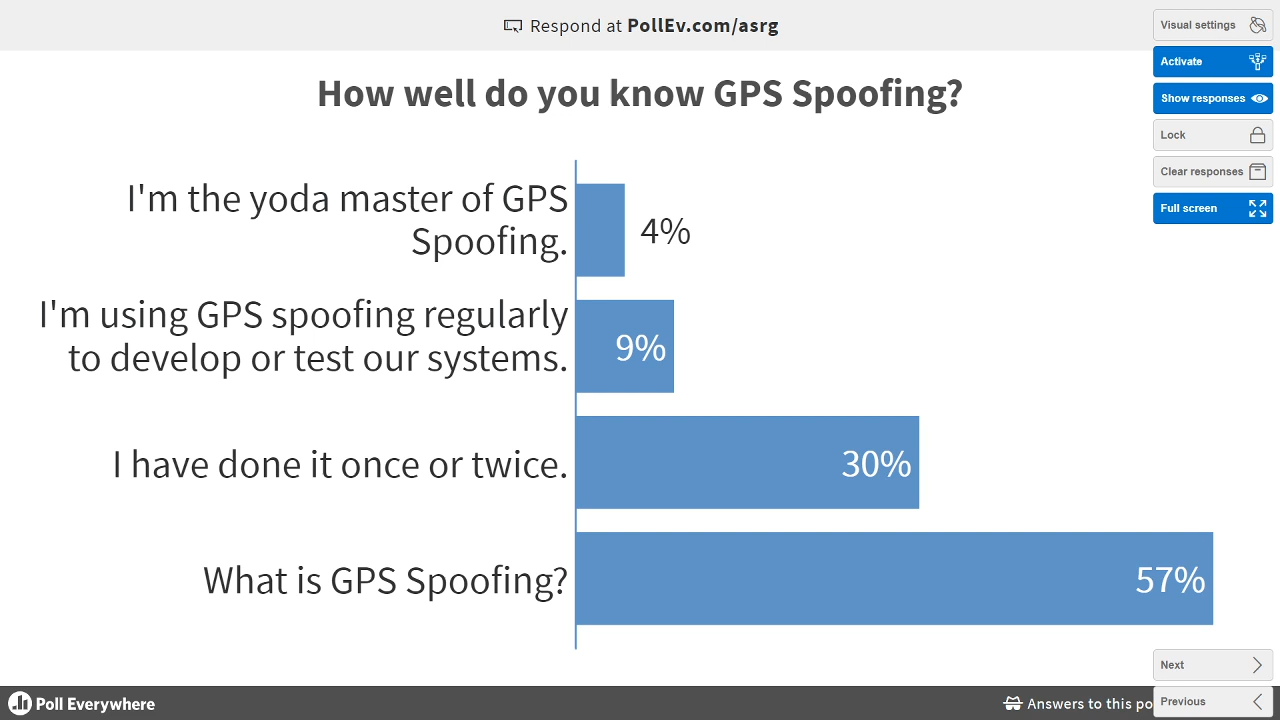 Respond at PollEv.com/asrg
Visual settings
Activate
Show responses
Lock
Clear responses
Full screen
How well do you know GPS Spoofing?
I'm the yoda master of GPS
Spoofing.
4%
I'm using GPS spoofing regularly
to develop or test our systems.
9%
I have done it once or twice.
30%
What is GPS Spoofing?
57%
Next
Previous
Poll Everywhere
Answers to this po